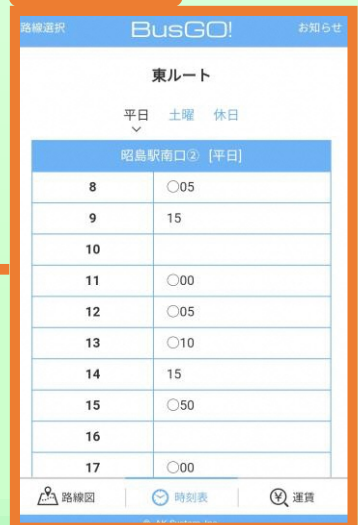 路線選択 BusGO! お知らせ
東ルート
平日 土曜 休日
昭島駅南口② [平日]
8 ○05
9 15
10
11 ○00
12 ○05
13 ○10
14 15
15 ○50
16
17 ○00
路線図 時刻表 運賃